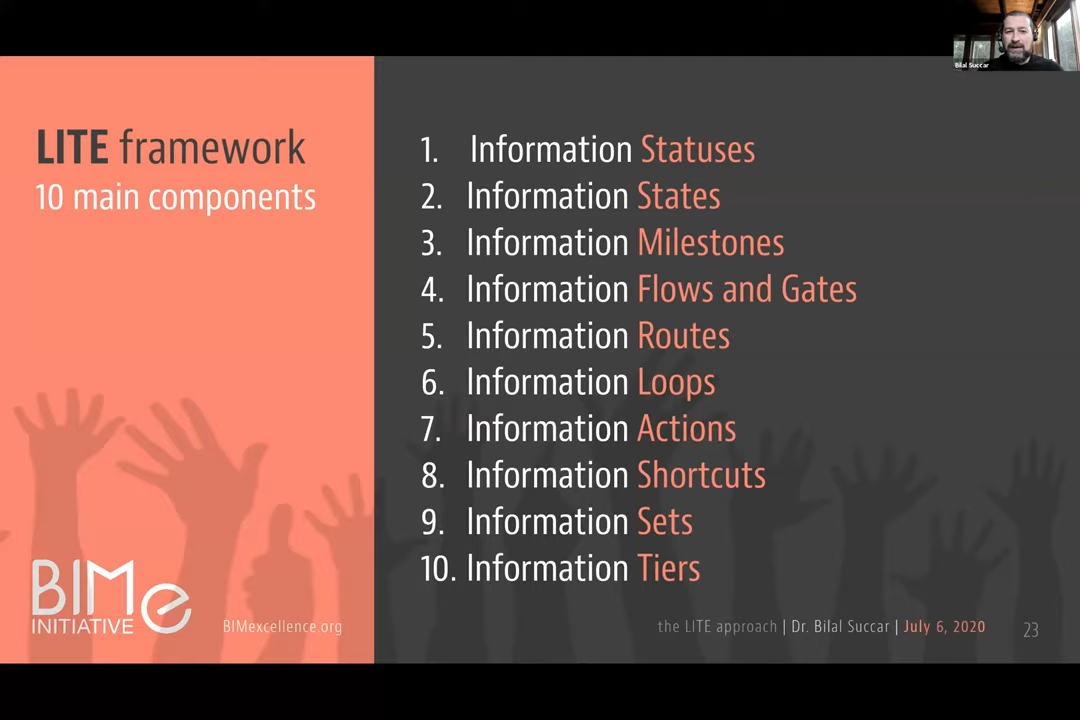 Bilal Succar
LITE framework
10 main components
1. Information Statuses
2. Information States
3. Information Milestones
4. Information Flows and Gates
5. Information Routes
6. Information Loops
7. Information Actions
8. Information Shortcuts
9. Information Sets
10. Information Tiers
BIMe
INITIATIVE
BIMexcellence.org
the LITE approach | Dr. Bilal Succar | July 6, 2020
23